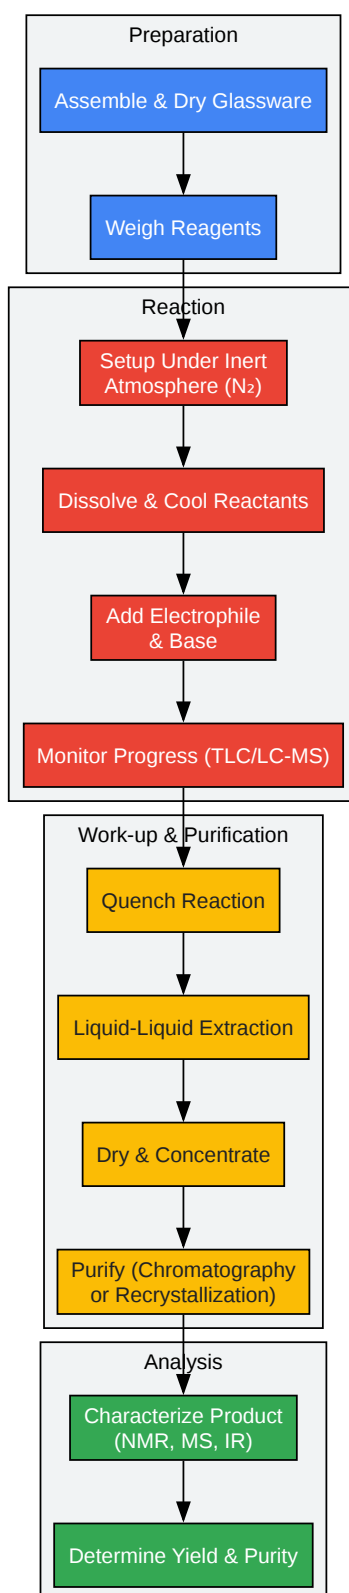 Preparation
Assemble & Dry Glassware
Weigh Reagents
Reaction
Setup Under Inert
Atmosphere (N₂)
Dissolve & Cool Reactants
Add Electrophile
& Base
Monitor Progress (TLC/LC-MS)
Work-up & Purification
Quench Reaction
Liquid-Liquid Extraction
Dry & Concentrate
Purify (Chromatography
or Recrystallization)
Analysis
Characterize Product
(NMR, MS, IR)
Determine Yield & Purity